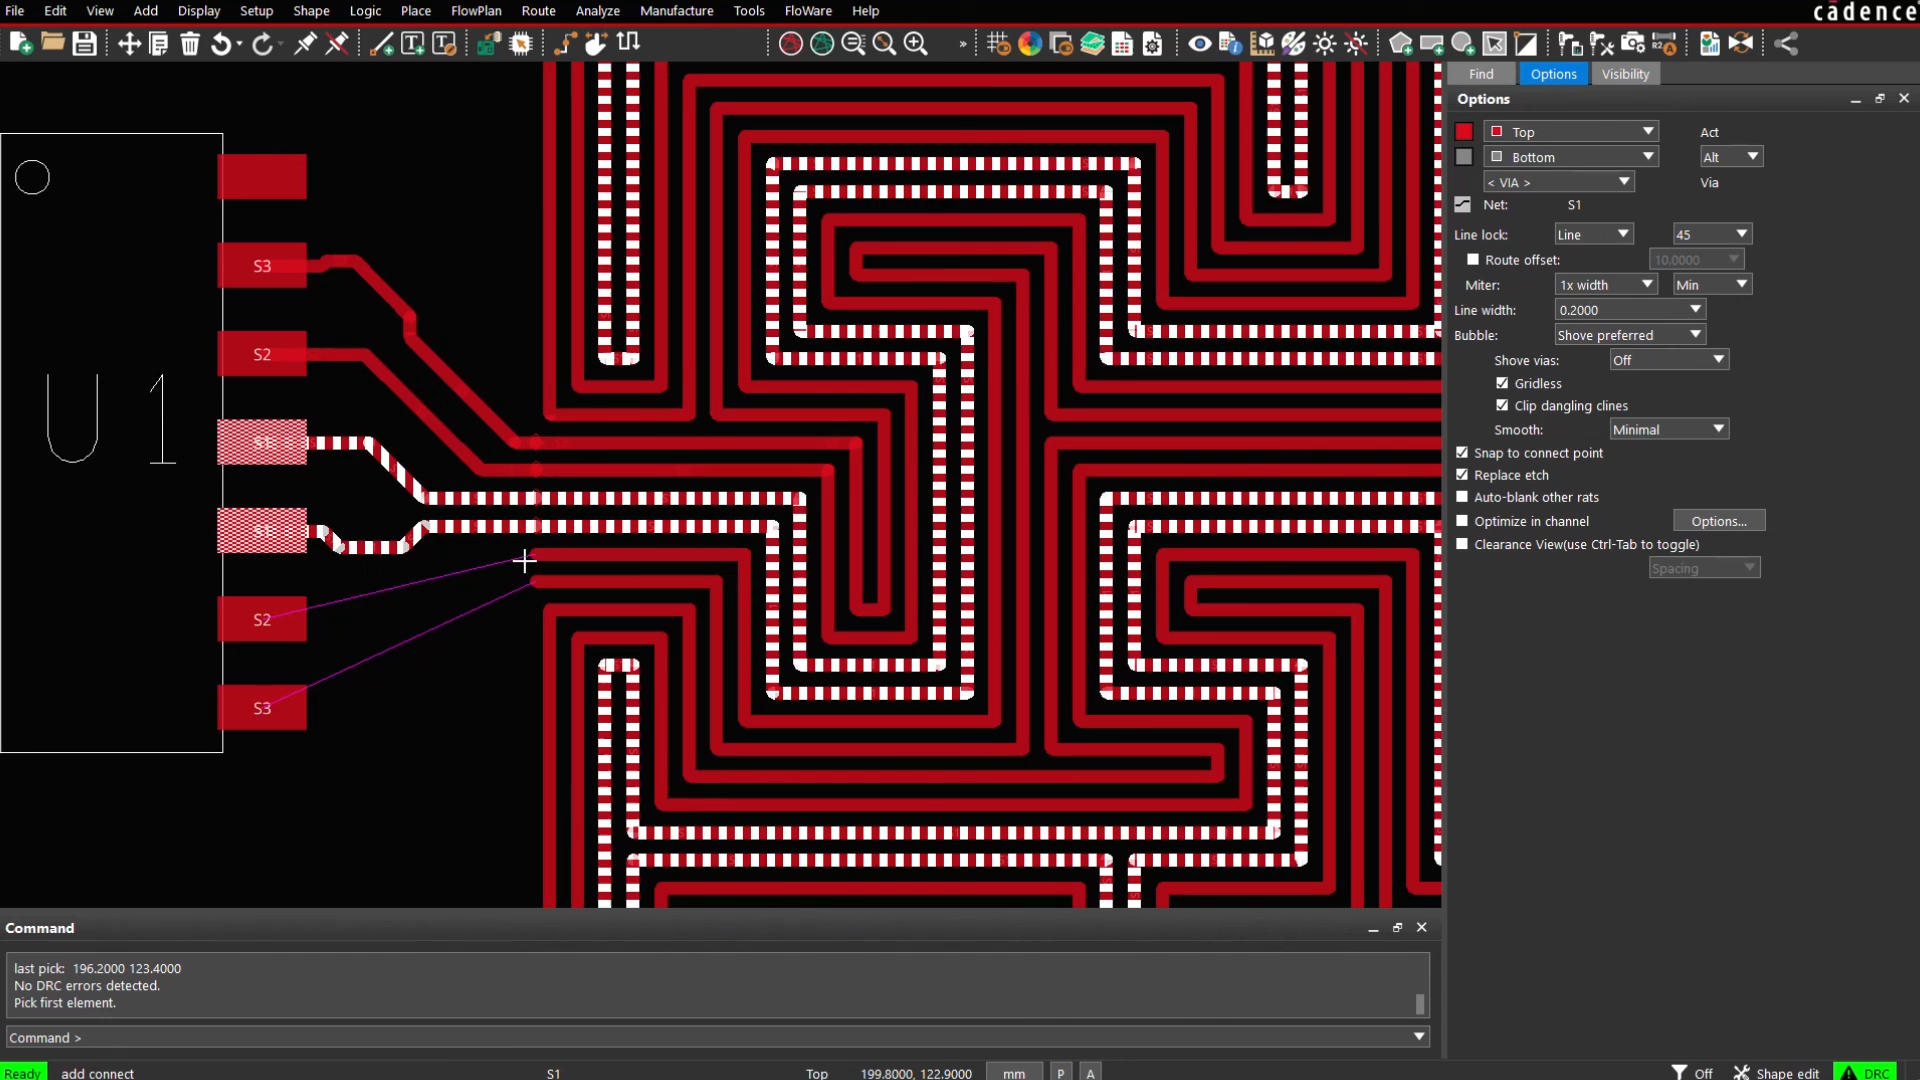 File Edit View Add Display Setup Shape Logic Place FlowPlan Route Analyze Manufacture Tools FloWare Help
cādence
Find Options Visibility
Options
Top Act
Bottom Alt
< VIA > Via
Net: S1
Line lock: Line 45
Route offset: 10.0000
Miter: 1x width Min
Line width: 0.2000
Bubble: Shove preferred
Shove vias: Off
Gridless
Clip dangling clines
Smooth: Minimal
Snap to connect point
Replace etch
Auto-blank other rats
Optimize in channel Options...
Clearance View(use Ctrl-Tab to toggle)
Spacing
S3
S2
U 1
S1
S1
S2
S3
Command
last pick: 196.2000 123.4000
No DRC errors detected.
Pick first element.
Command >
Ready add connect S1 Top 199.8000, 122.9000 mm P A Off Shape edit DRC